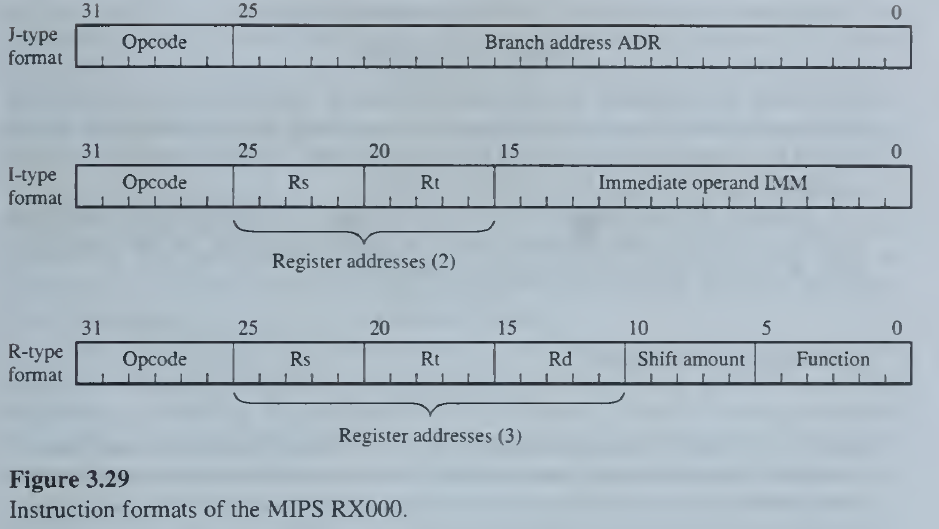 31 25 0
J-type format Opcode Branch address ADR
31 25 20 15 0
I-type format Opcode Rs Rt Immediate operand IMM
Register addresses (2)
31 25 20 15 10 5 0
R-type format Opcode Rs Rt Rd Shift amount Function
Register addresses (3)
Figure 3.29
Instruction formats of the MIPS RX000.